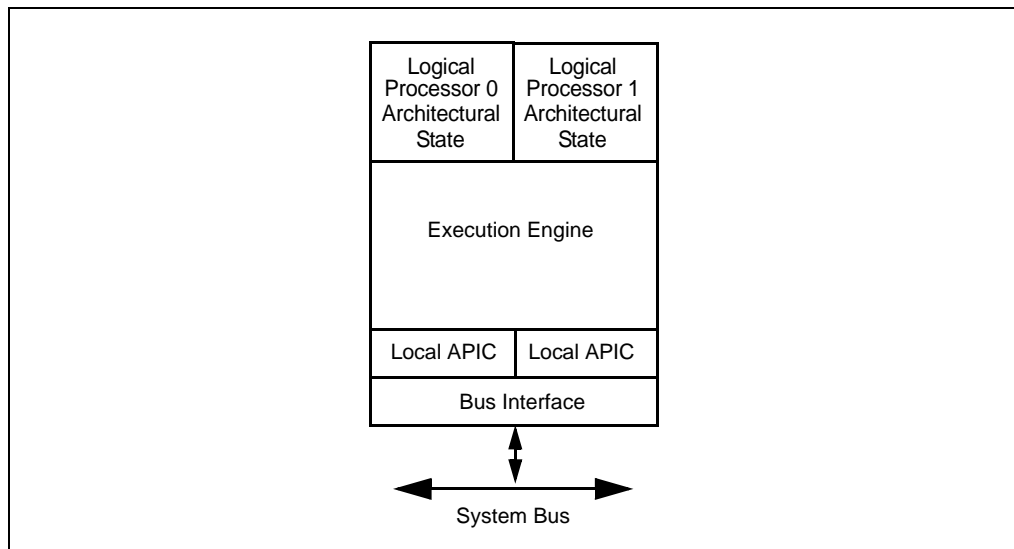 Logical
Processor 0
Architectural
State
Logical
Processor 1
Architectural
State
Execution Engine
Local APIC
Local APIC
Bus Interface
System Bus